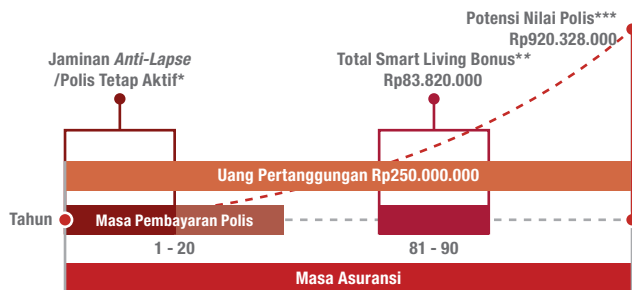 Potensi Nilai Polis***
Rp920.328.000
Jaminan Anti-Lapse
/Polis Tetap Aktif*
Total Smart Living Bonus**
Rp83.820.000
Uang Pertanggungan Rp250.000.000
Tahun
Masa Pembayaran Polis
1 - 20
81 - 90
Masa Asuransi